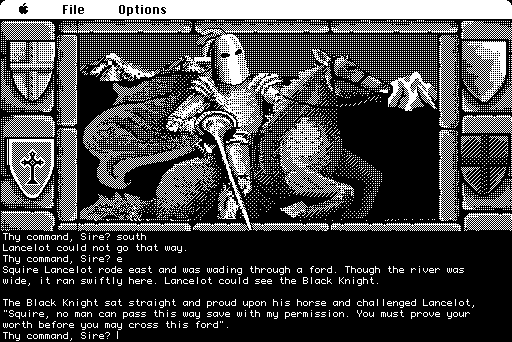 File Options
Thy command, Sire? south
Lancelot could not go that way.
Thy command, Sire? e
Squire Lancelot rode east and was wading through a ford. Though the river was
wide, it ran swiftly here. Lancelot could see the Black Knight.
The Black Knight sat straight and proud upon his horse and challenged Lancelot,
"Squire, no man can pass this way save with my permission. You must prove your
worth before you may cross this ford".
Thy command, Sire?